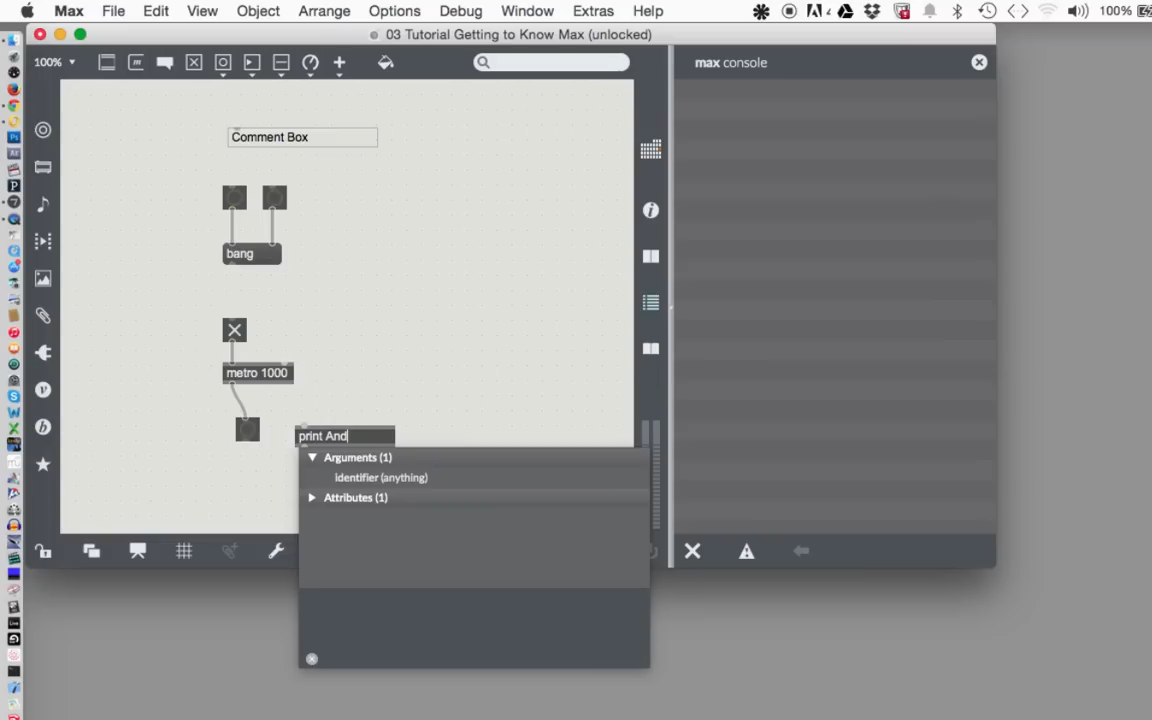 Max File Edit View Object Arrange Options Debug Window Extras Help
4
100%
03 Tutorial Getting to Know Max (unlocked)
100%
max console
Comment Box
bang
metro 1000
print And
Arguments (1)
identifier (anything)
Attributes (1)